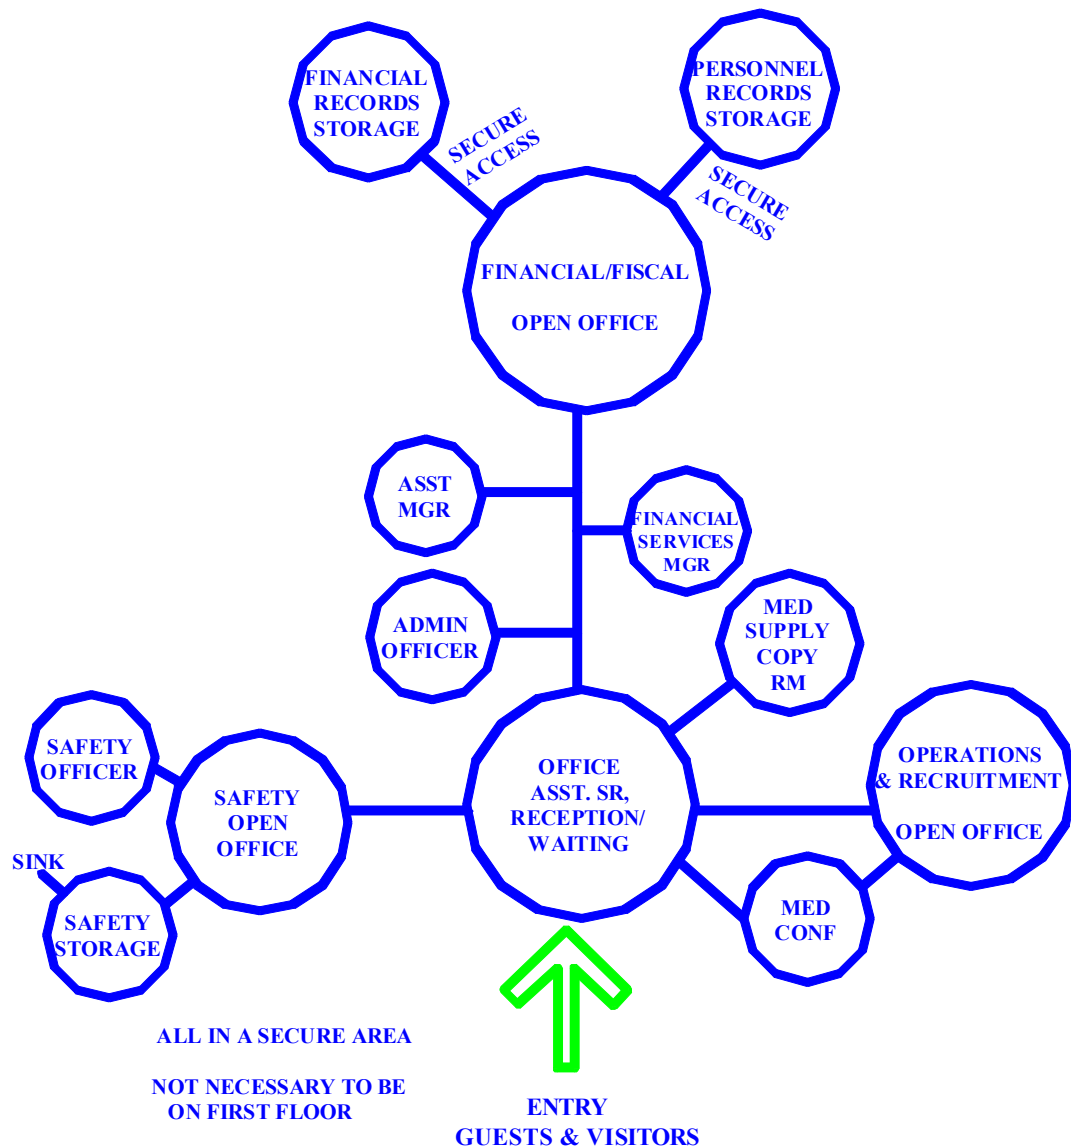 FINANCIAL
RECORDS
STORAGE
PERSONNEL
RECORDS
STORAGE
SECURE
ACCESS
SECURE
ACCESS
FINANCIAL/FISCAL
OPEN OFFICE
ASST
MGR
FINANCIAL
SERVICES
MGR
ADMIN
OFFICER
MED
SUPPLY
COPY
RM
SAFETY
OFFICER
SAFETY
OPEN
OFFICE
OFFICE
ASST. SR,
RECEPTION/
WAITING
OPERATIONS
& RECRUITMENT
OPEN OFFICE
SINK
SAFETY
STORAGE
MED
CONF
ALL IN A SECURE AREA
NOT NECESSARY TO BE
ON FIRST FLOOR
ENTRY
GUESTS & VISITORS